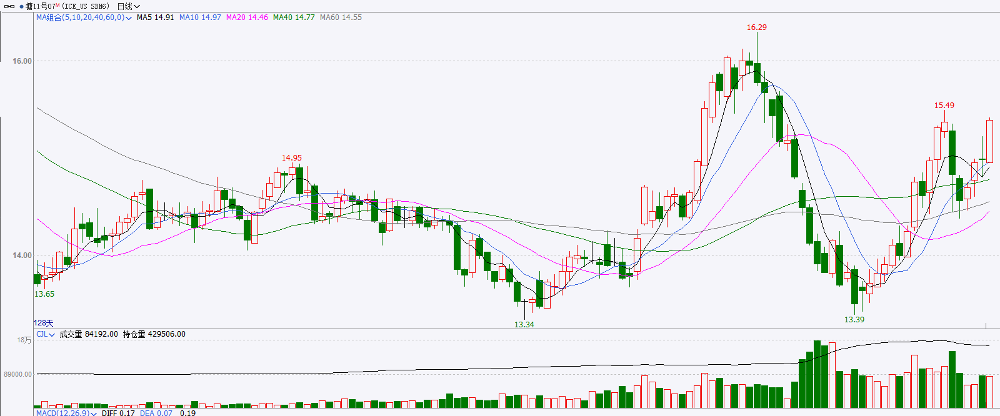 糖11号07M (ICE_US SBN6) 日线
MA组合(5,10,20,40,60,0) MA5 14.91 MA10 14.97 MA20 14.46 MA40 14.77 MA60 14.55
16.29
16.00
15.49
14.95
14.00
13.65
13.39
13.34
128天
CJL 成交量 84192.00 持仓量 429506.00
18万
89000.00
MACD(12,26,9) DIFF 0.17 DEA 0.07 0.19